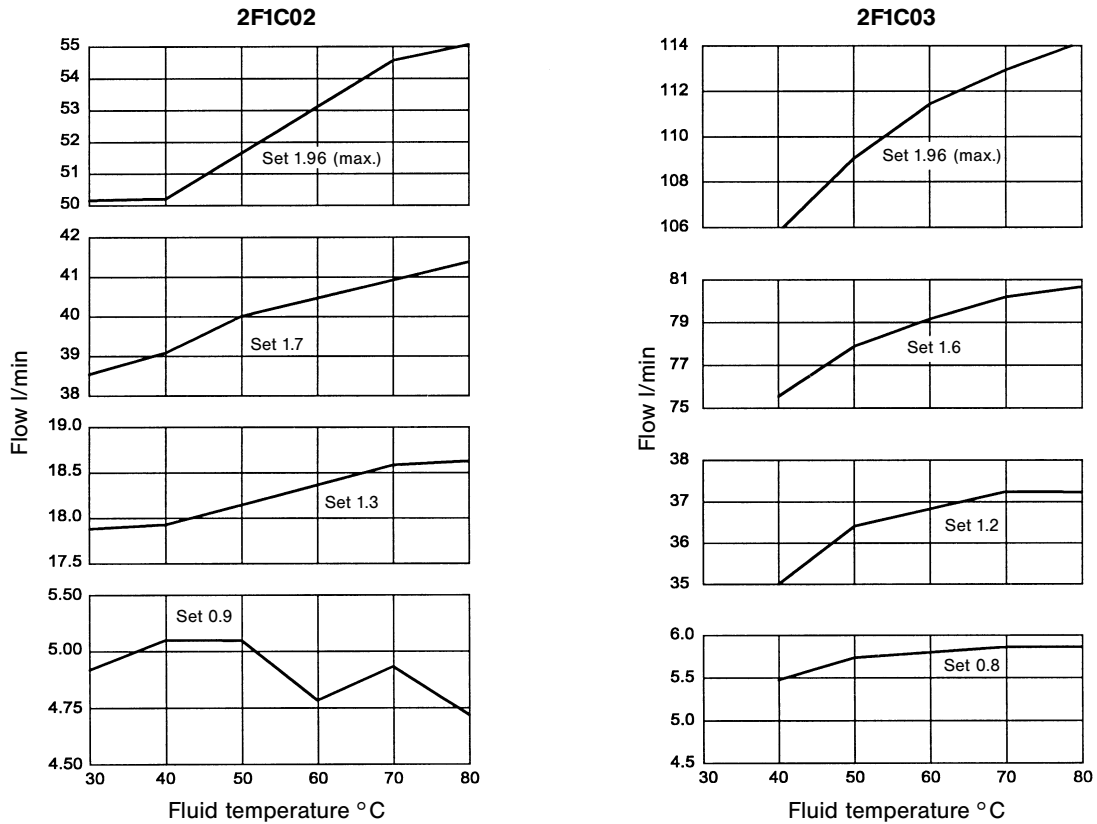 2F1C02
55
54
53
52
51
50
Set 1.96 (max.)
42
41
40
39
38
Set 1.7
19.0
18.5
18.0
17.5
Set 1.3
5.50
5.00
4.75
4.50
Set 0.9
30 40 50 60 70 80
Flow l/min
Fluid temperature °C
2F1C03
114
112
110
108
106
Set 1.96 (max.)
81
79
77
75
Set 1.6
38
37
36
35
Set 1.2
6.0
5.5
5.0
4.5
Set 0.8
30 40 50 60 70 80
Flow l/min
Fluid temperature °C